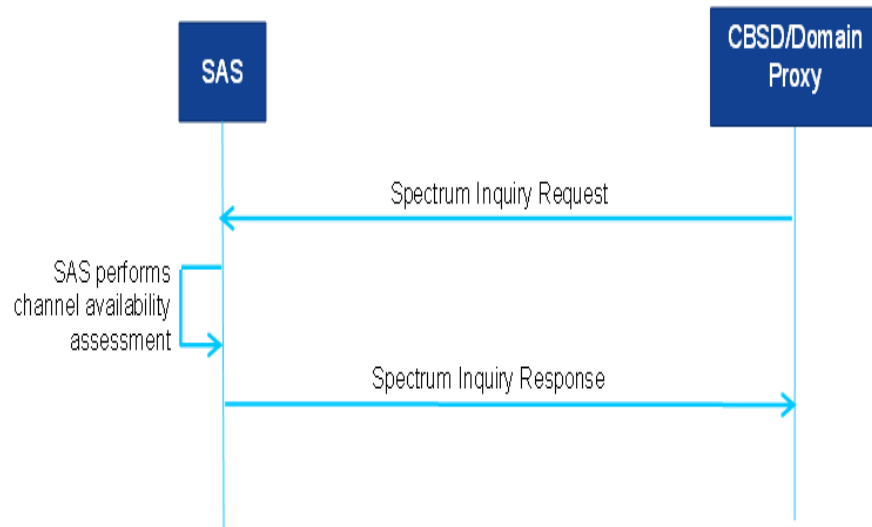 SAS
CBSD/Domain
Proxy
Spectrum Inquiry Request
SAS performs
channel availability
assessment
Spectrum Inquiry Response